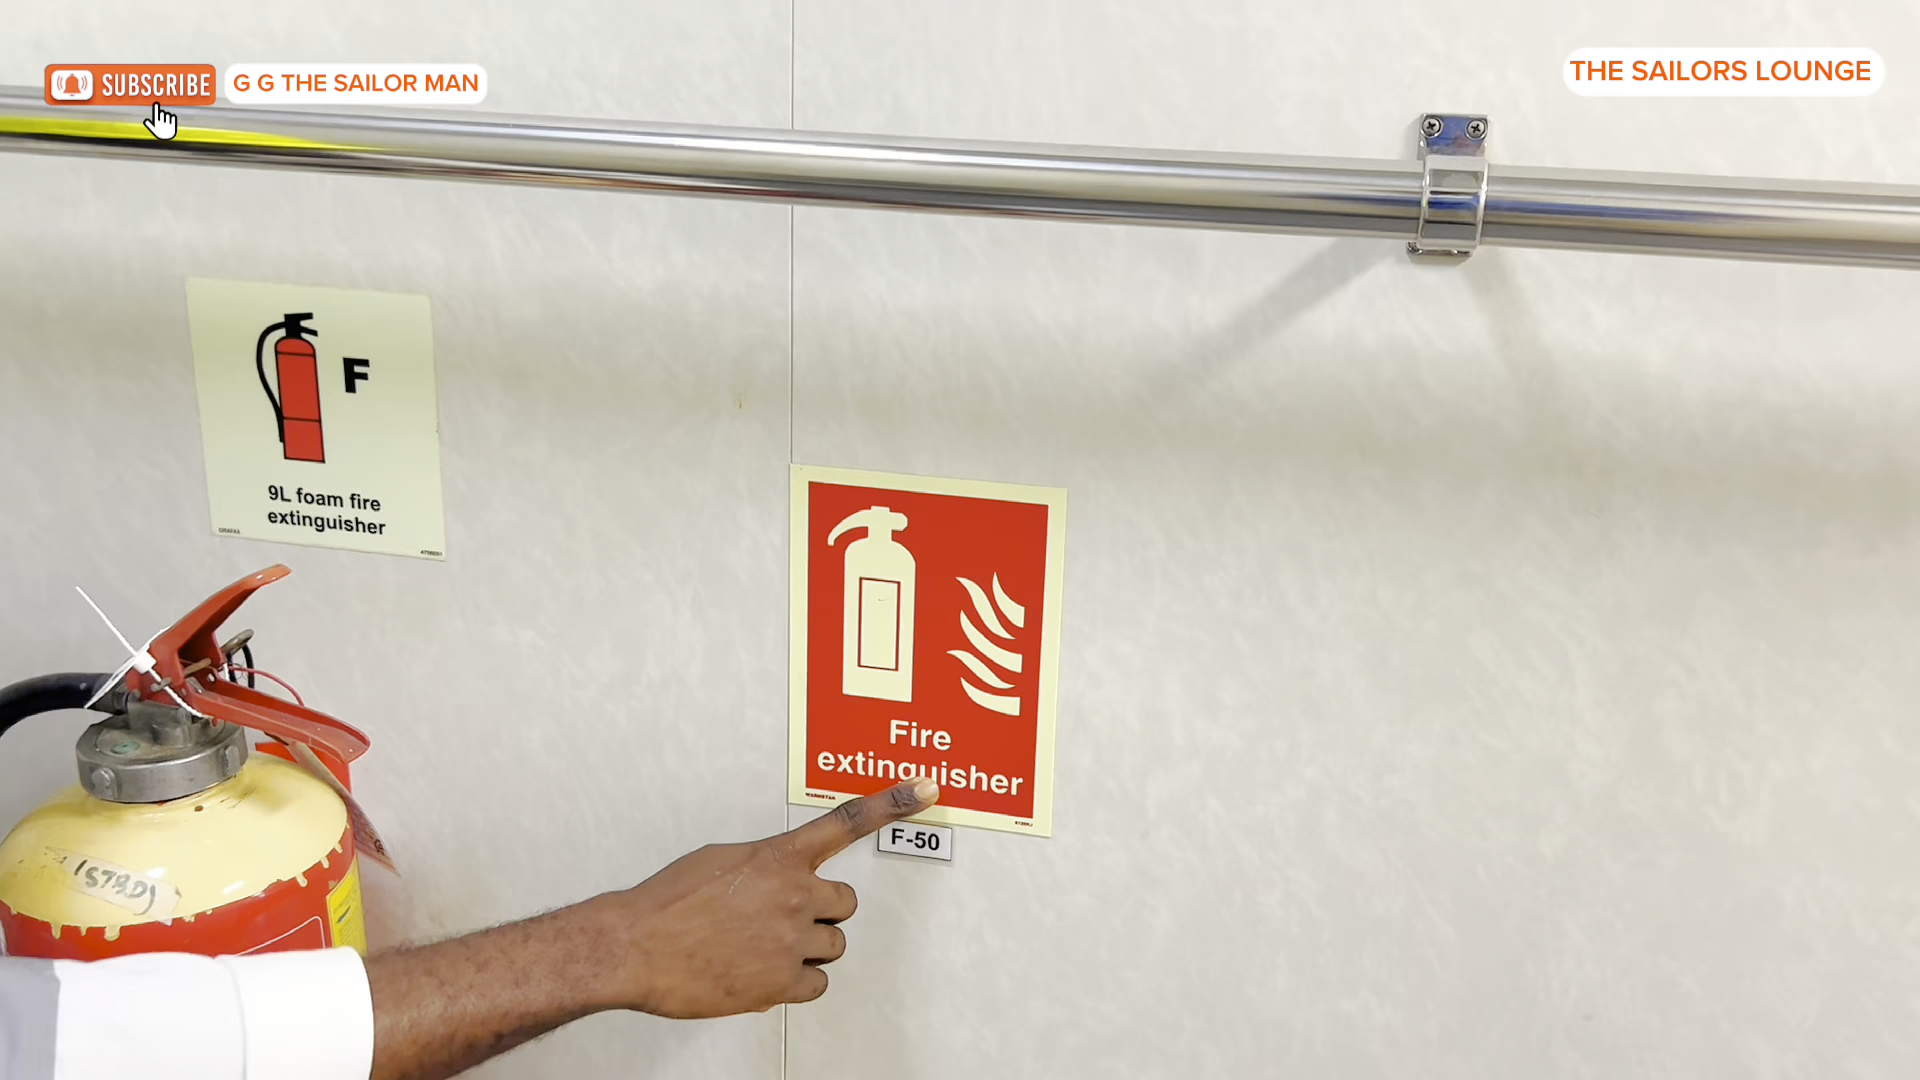 SUBSCRIBE
G G THE SAILOR MAN
THE SAILORS LOUNGE
F
9L foam fire
extinguisher
Fire
extinguisher
F-50